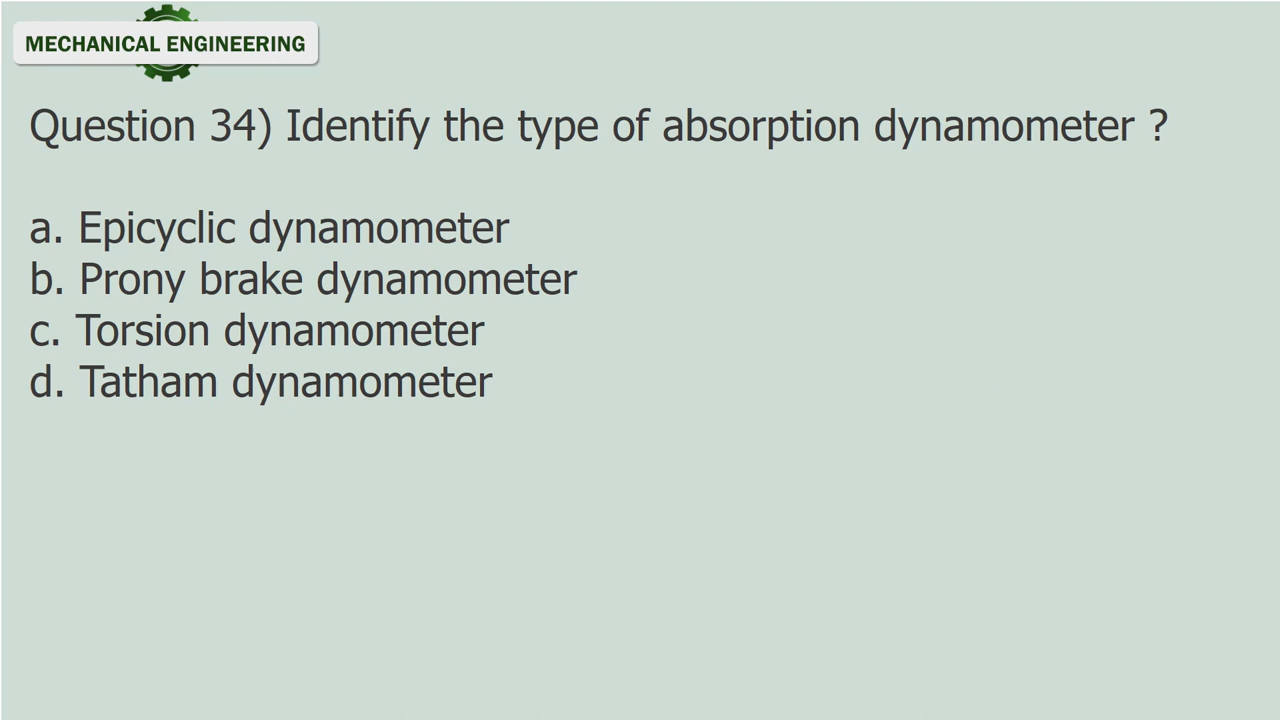 MECHANICAL ENGINEERING
Question 34) Identify the type of absorption dynamometer ?
a. Epicyclic dynamometer
b. Prony brake dynamometer
c. Torsion dynamometer
d. Tatham dynamometer